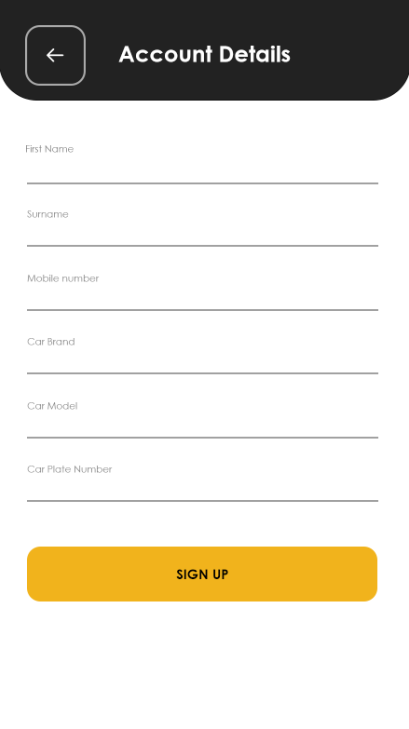 Account Details
First Name
Surname
Mobile number
Car Brand
Car Model
Car Plate Number
SIGN UP